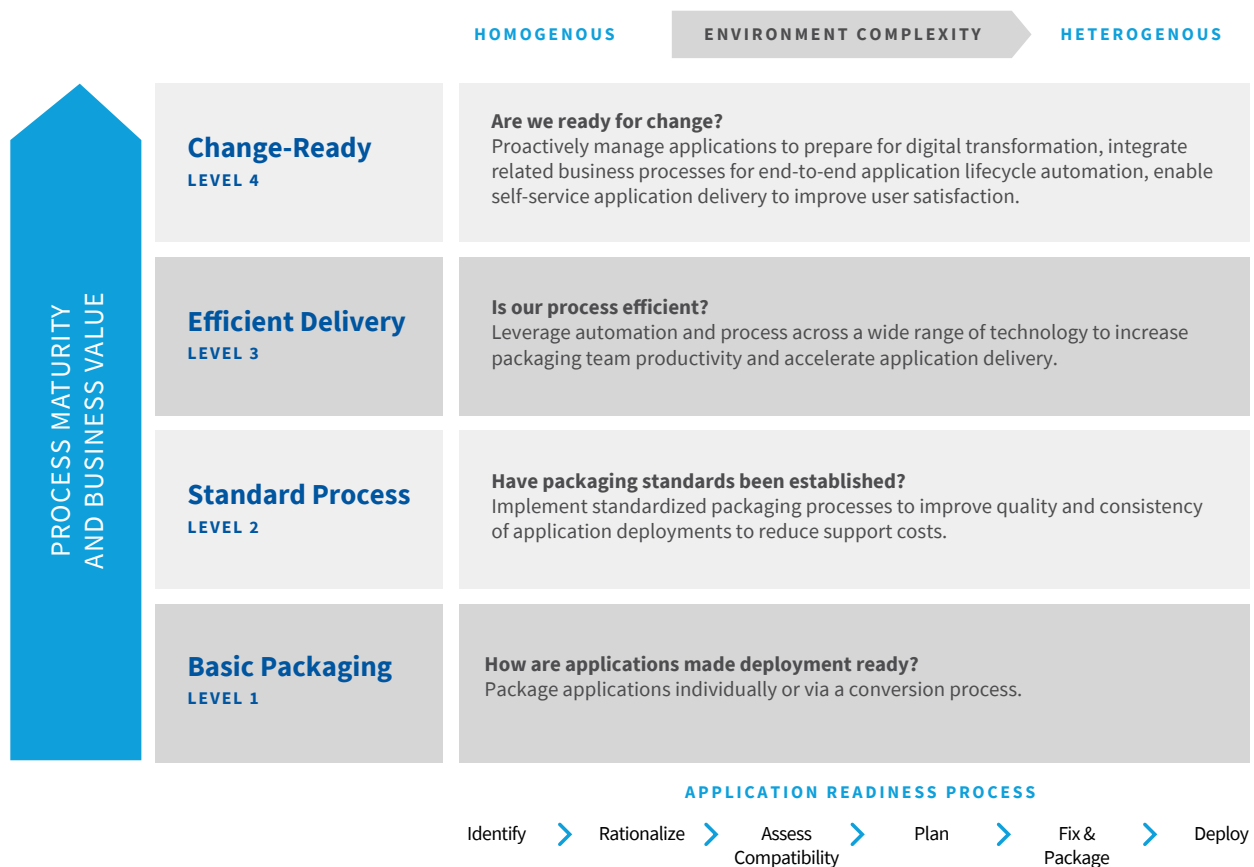 HOMOGENOUS
ENVIRONMENT COMPLEXITY
HETEROGENOUS
PROCESS MATURITY
AND BUSINESS VALUE
Change-Ready
LEVEL 4
Are we ready for change?
Proactively manage applications to prepare for digital transformation, integrate
related business processes for end-to-end application lifecycle automation, enable
self-service application delivery to improve user satisfaction.
Efficient Delivery
LEVEL 3
Is our process efficient?
Leverage automation and process across a wide range of technology to increase
packaging team productivity and accelerate application delivery.
Standard Process
LEVEL 2
Have packaging standards been established?
Implement standardized packaging processes to improve quality and consistency
of application deployments to reduce support costs.
Basic Packaging
LEVEL 1
How are applications made deployment ready?
Package applications individually or via a conversion process.
APPLICATION READINESS PROCESS
Identify
Rationalize
Assess
Compatibility
Plan
Fix &
Package
Deploy